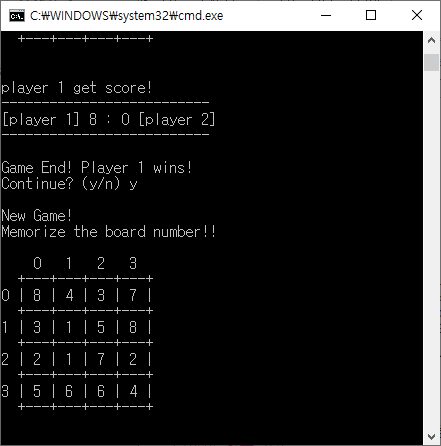 C:₩WINDOWS₩system32₩cmd.exe
+---+---+---+---+
player 1 get score!
--------------------------
[player 1] 8 : 0 [player 2]
--------------------------
Game End! Player 1 wins!
Continue? (y/n) y
New Game!
Memorize the board number!!
0 1 2 3
+---+---+---+---+
0 | 8 | 4 | 3 | 7 |
+---+---+---+---+
1 | 3 | 1 | 5 | 8 |
+---+---+---+---+
2 | 2 | 1 | 7 | 2 |
+---+---+---+---+
3 | 5 | 6 | 6 | 4 |
+---+---+---+---+